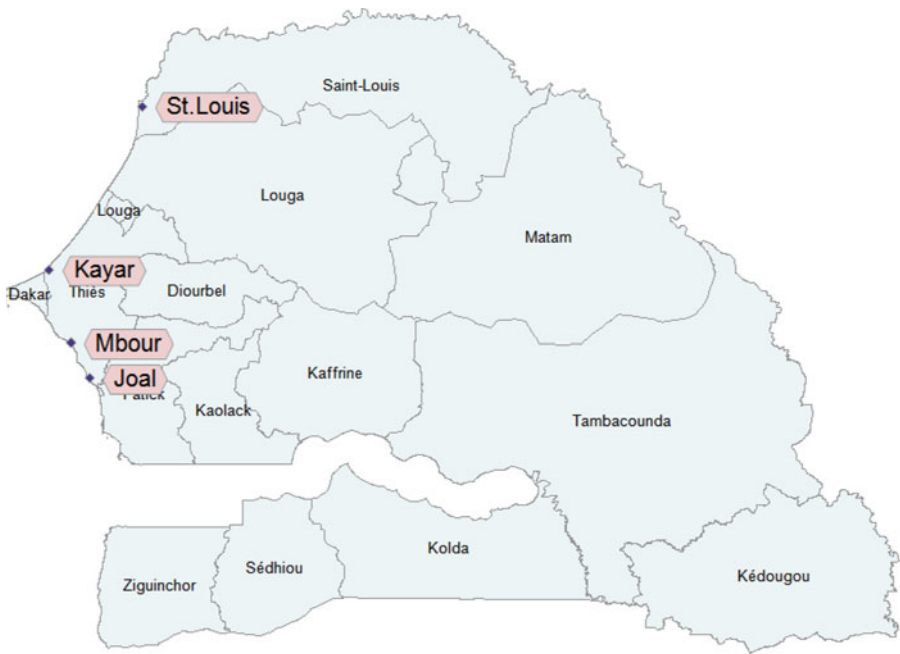 Saint-Louis
St.Louis
Louga
Louga
Matam
Kayar
Dakar
Thiès
Diourbel
Mbour
Joal
Kaffrine
Kaolack
Tambacounda
Kolda
Sédhiou
Kédougou
Ziguinchor